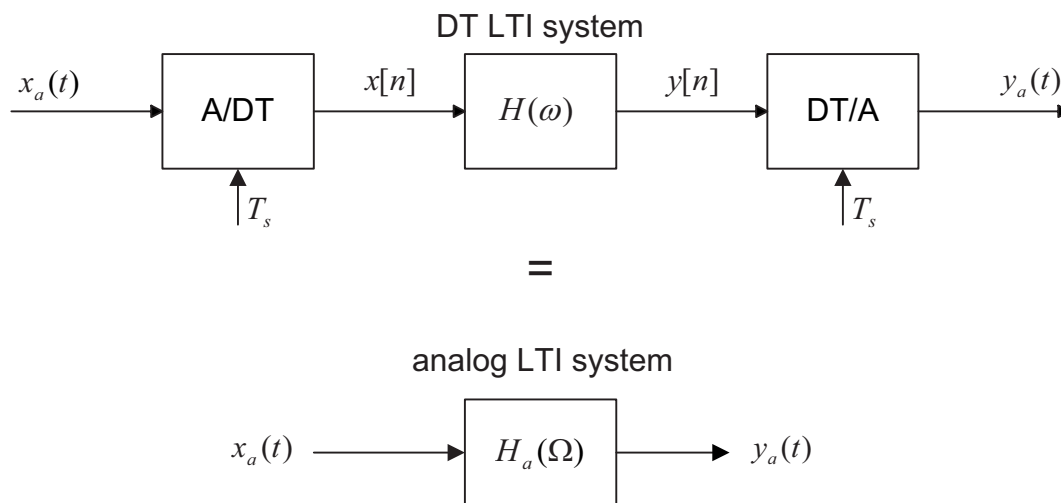 DT LTI system
x_a(t) A/DT x[n] H(ω) y[n] DT/A y_a(t)
T_s T_s
=
analog LTI system
x_a(t) H_a(Ω) y_a(t)